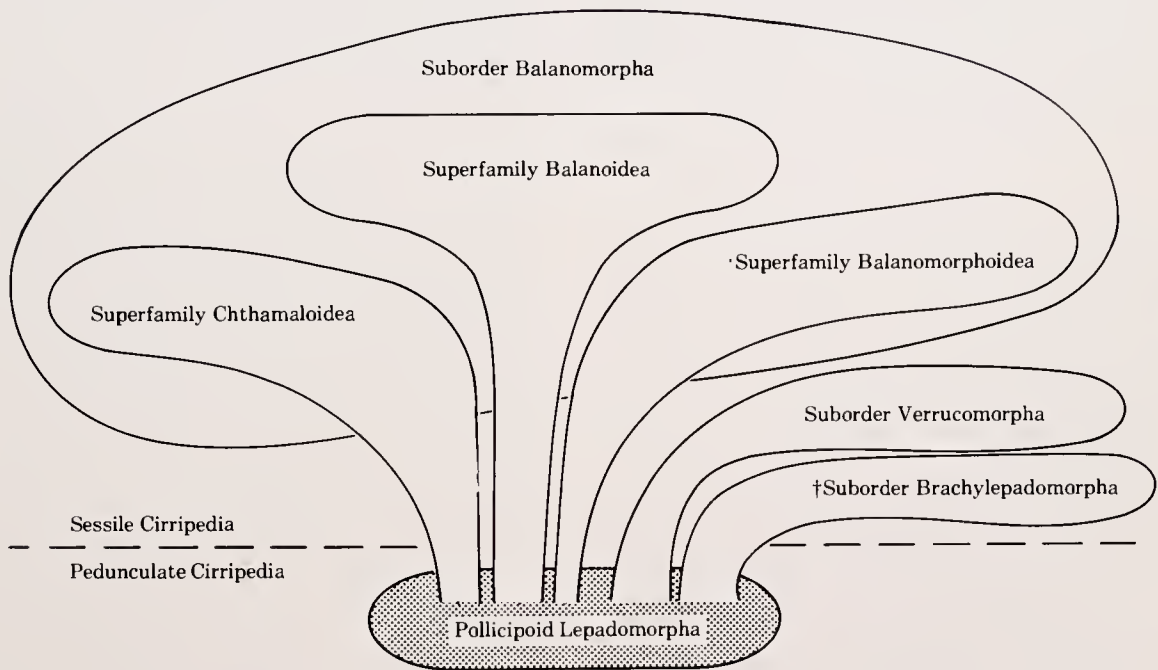 Suborder Balanomorpha
Superfamily Balanoidea
·Superfamily Balanomorphoidea
Superfamily Chthamaloidea
Suborder Verrucomorpha
†Suborder Brachylepadomorpha
Sessile Cirripedia
Pedunculate Cirripedia
Pollicipoid Lepadomorpha